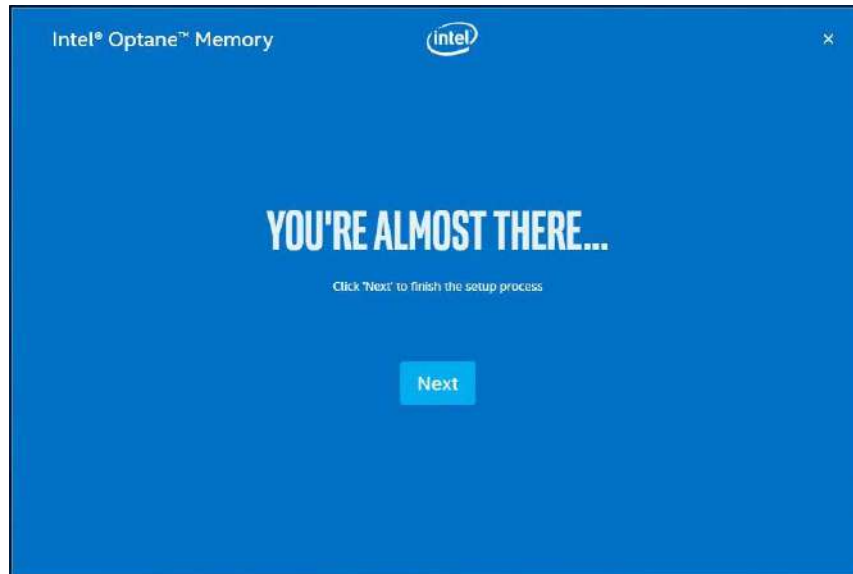 Intel® Optane™ Memory
intel
×
YOU'RE ALMOST THERE...
Click 'Next' to finish the setup process
Next